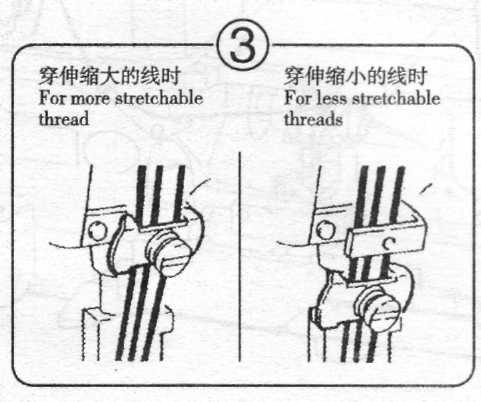 3
穿伸缩大的线时
For more stretchable
thread
穿伸缩小的线时
For less stretchable
threads